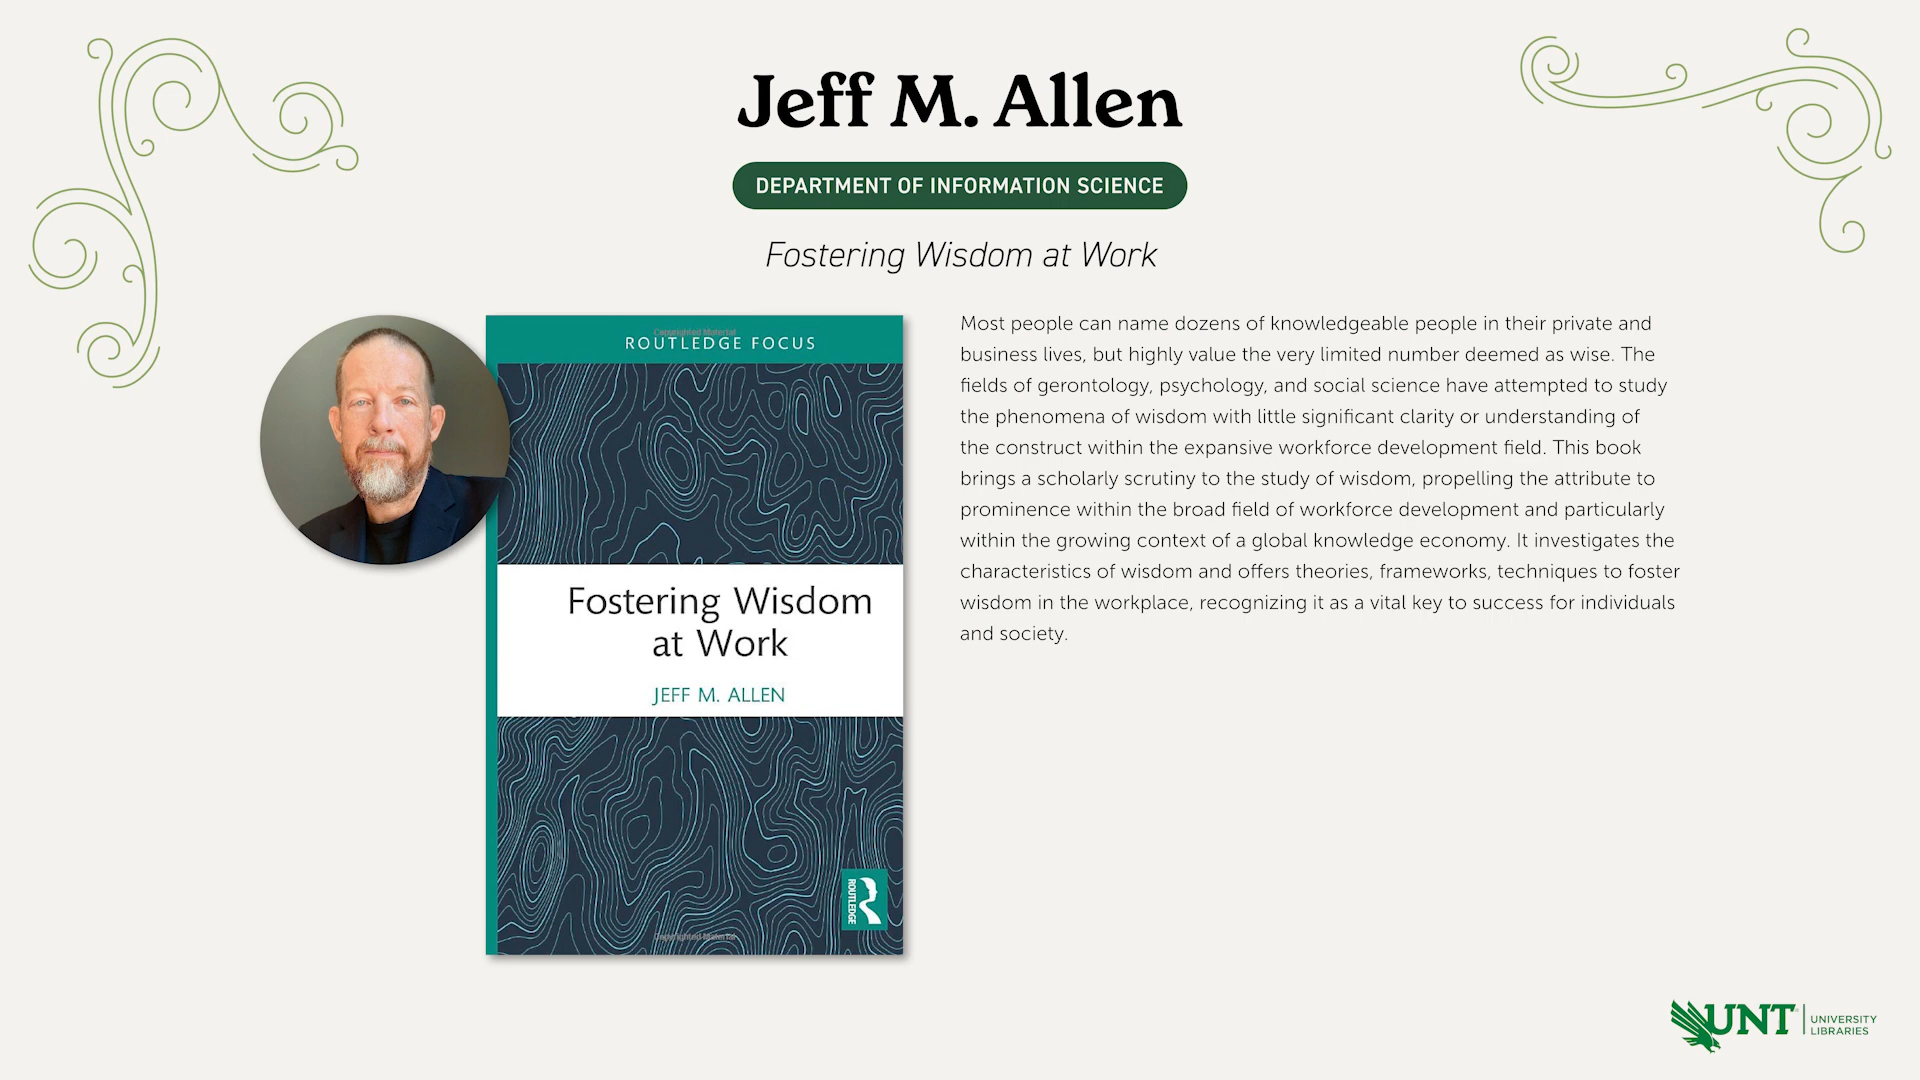 Jeff M. Allen
DEPARTMENT OF INFORMATION SCIENCE
Fostering Wisdom at Work
Copyrighted Material
ROUTLEDGE FOCUS
Fostering Wisdom
at Work
JEFF M. ALLEN
ROUTLEDGE
Copyrighted Material
Most people can name dozens of knowledgeable people in their private and
business lives, but highly value the very limited number deemed as wise. The
fields of gerontology, psychology, and social science have attempted to study
the phenomena of wisdom with little significant clarity or understanding of
the construct within the expansive workforce development field. This book
brings a scholarly scrutiny to the study of wisdom, propelling the attribute to
prominence within the broad field of workforce development and particularly
within the growing context of a global knowledge economy. It investigates the
characteristics of wisdom and offers theories, frameworks, techniques to foster
wisdom in the workplace, recognizing it as a vital key to success for individuals
and society.
UNT
UNIVERSITY
LIBRARIES